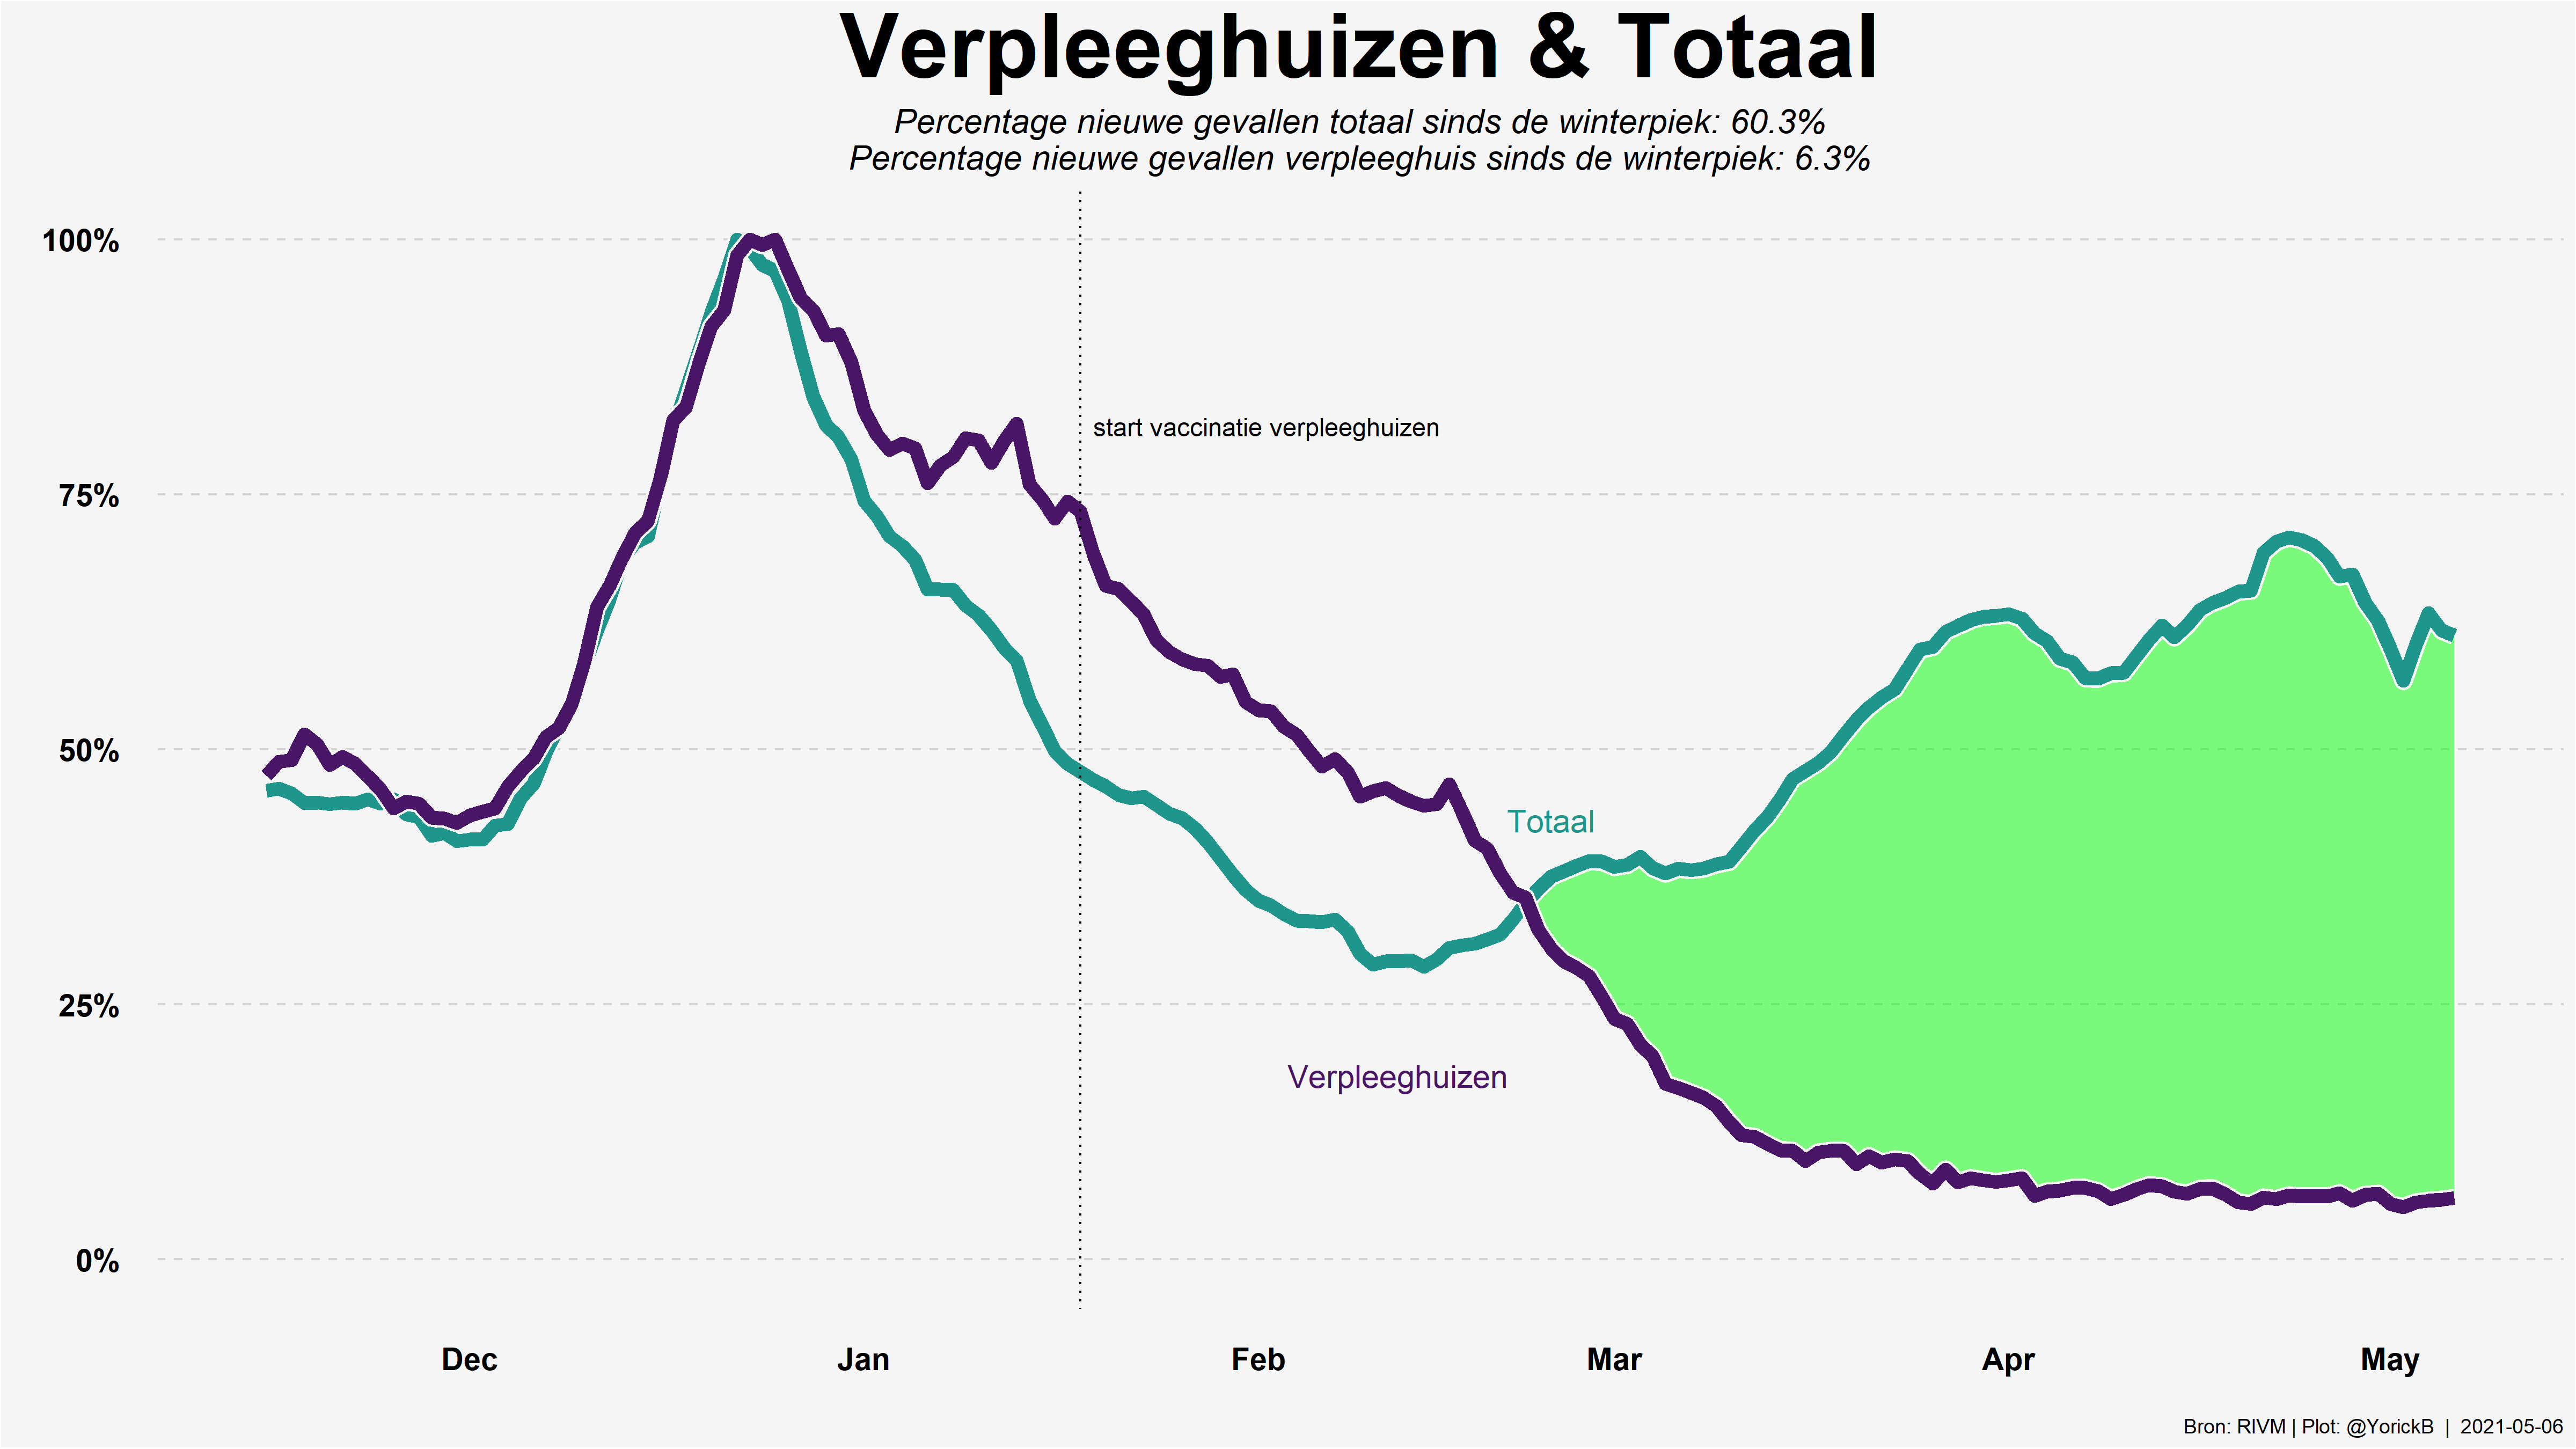 Verpleeghuizen & Totaal
Percentage nieuwe gevallen totaal sinds de winterpiek: 60.3%
Percentage nieuwe gevallen verpleeghuis sinds de winterpiek: 6.3%
100%
start vaccinatie verpleeghuizen
75%
50%
Totaal
25%
Verpleeghuizen
0%
Dec Jan Feb Mar Apr May
Bron: RIVM | Plot: @YorickB | 2021-05-06